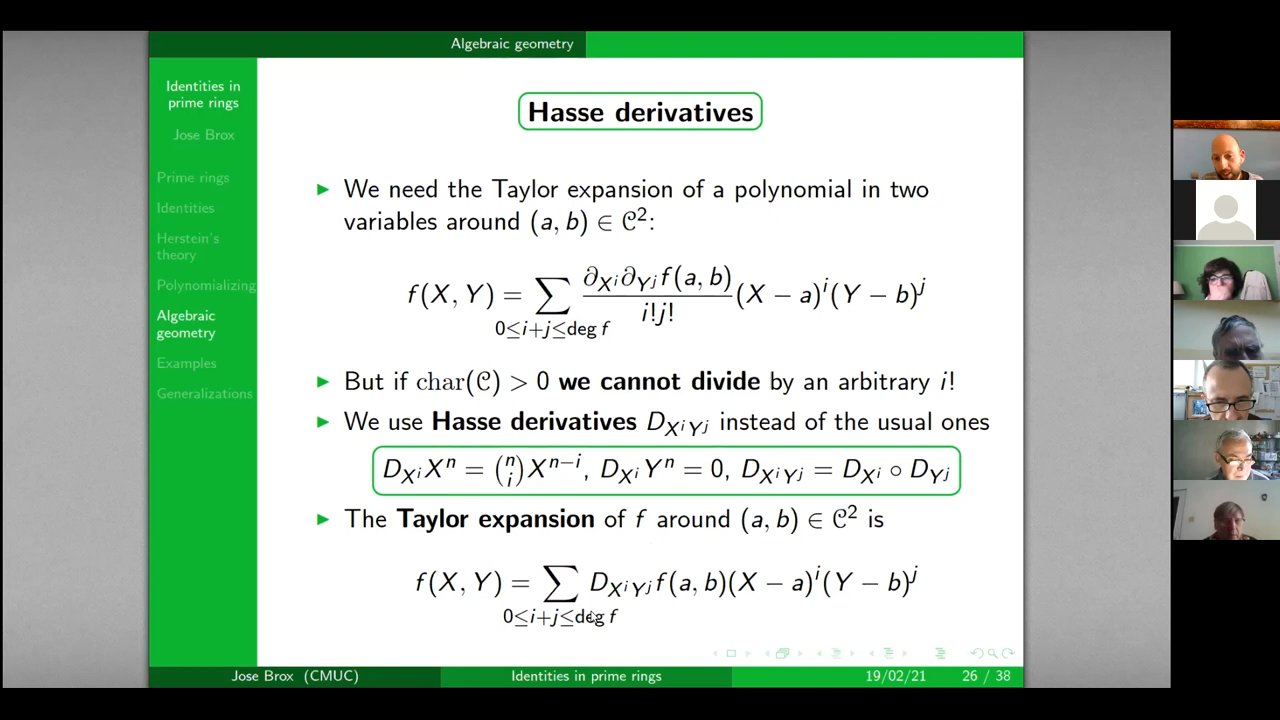 Algebraic geometry
Identities in
prime rings
Jose Brox
Prime rings
Identities
Herstein's
theory
Polynomializing
Algebraic
geometry
Examples
Generalizations
Hasse derivatives
We need the Taylor expansion of a polynomial in two
variables around (a, b) ∈ 𝒞²:
f(X, Y) = ∑_{0≤i+j≤deg f} ∂_{X^i}∂_{Y^j}f(a, b) / i!j! (X − a)^i(Y − b)^j
But if char(𝒞) > 0 we cannot divide by an arbitrary i!
We use Hasse derivatives D_{X^iY^j} instead of the usual ones
D_{X^i}X^n = (n i)X^{n−i}, D_{X^i}Y^n = 0, D_{X^iY^j} = D_{X^i} ∘ D_{Y^j}
The Taylor expansion of f around (a, b) ∈ 𝒞² is
f(X, Y) = ∑_{0≤i+j≤deg f} D_{X^iY^j}f(a, b)(X − a)^i(Y − b)^j
Jose Brox (CMUC)
Identities in prime rings
19/02/21
26 / 38